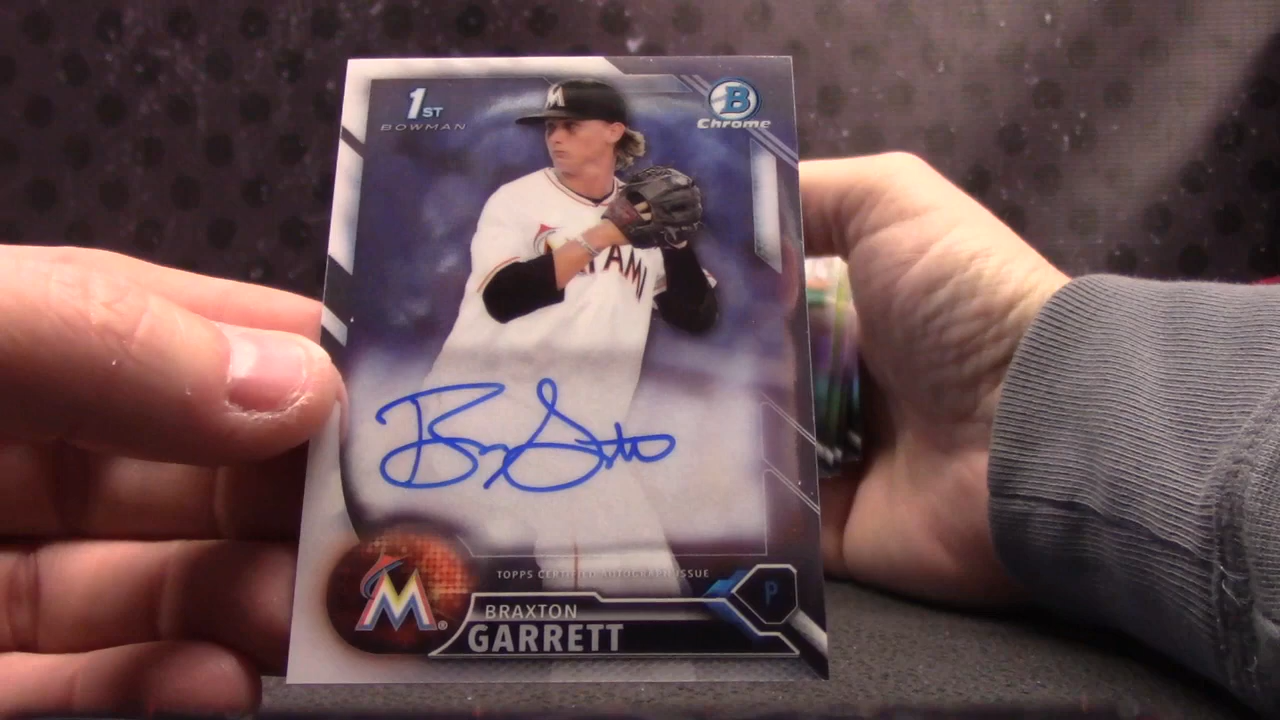 1ST
BOWMAN
B
Chrome
M
MIAMI
TOPPS CERTIFIED AUTOGRAPH ISSUE
M®
P
BRAXTON
GARRETT